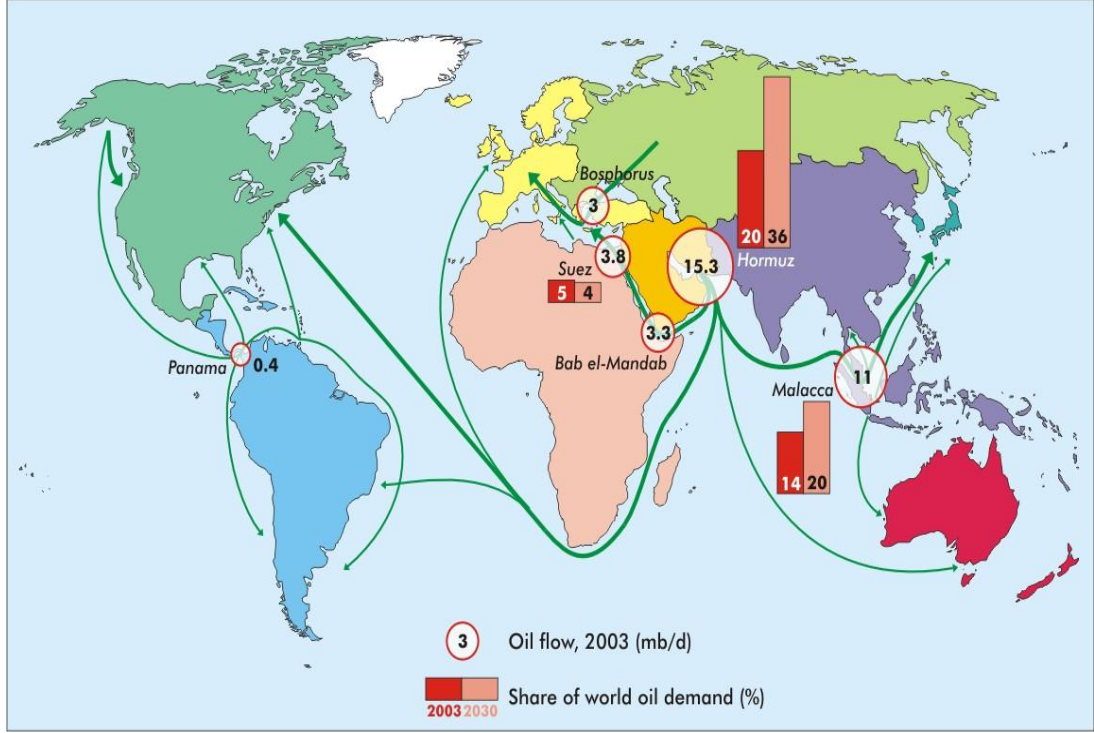 Bosphorus
3
20 36
Hormuz
3.8
15.3
Suez
5 4
3.3
Bab el-Mandab
Panama
0.4
11
Malacca
14 20
3 Oil flow, 2003 (mb/d)
Share of world oil demand (%)
2003 2030